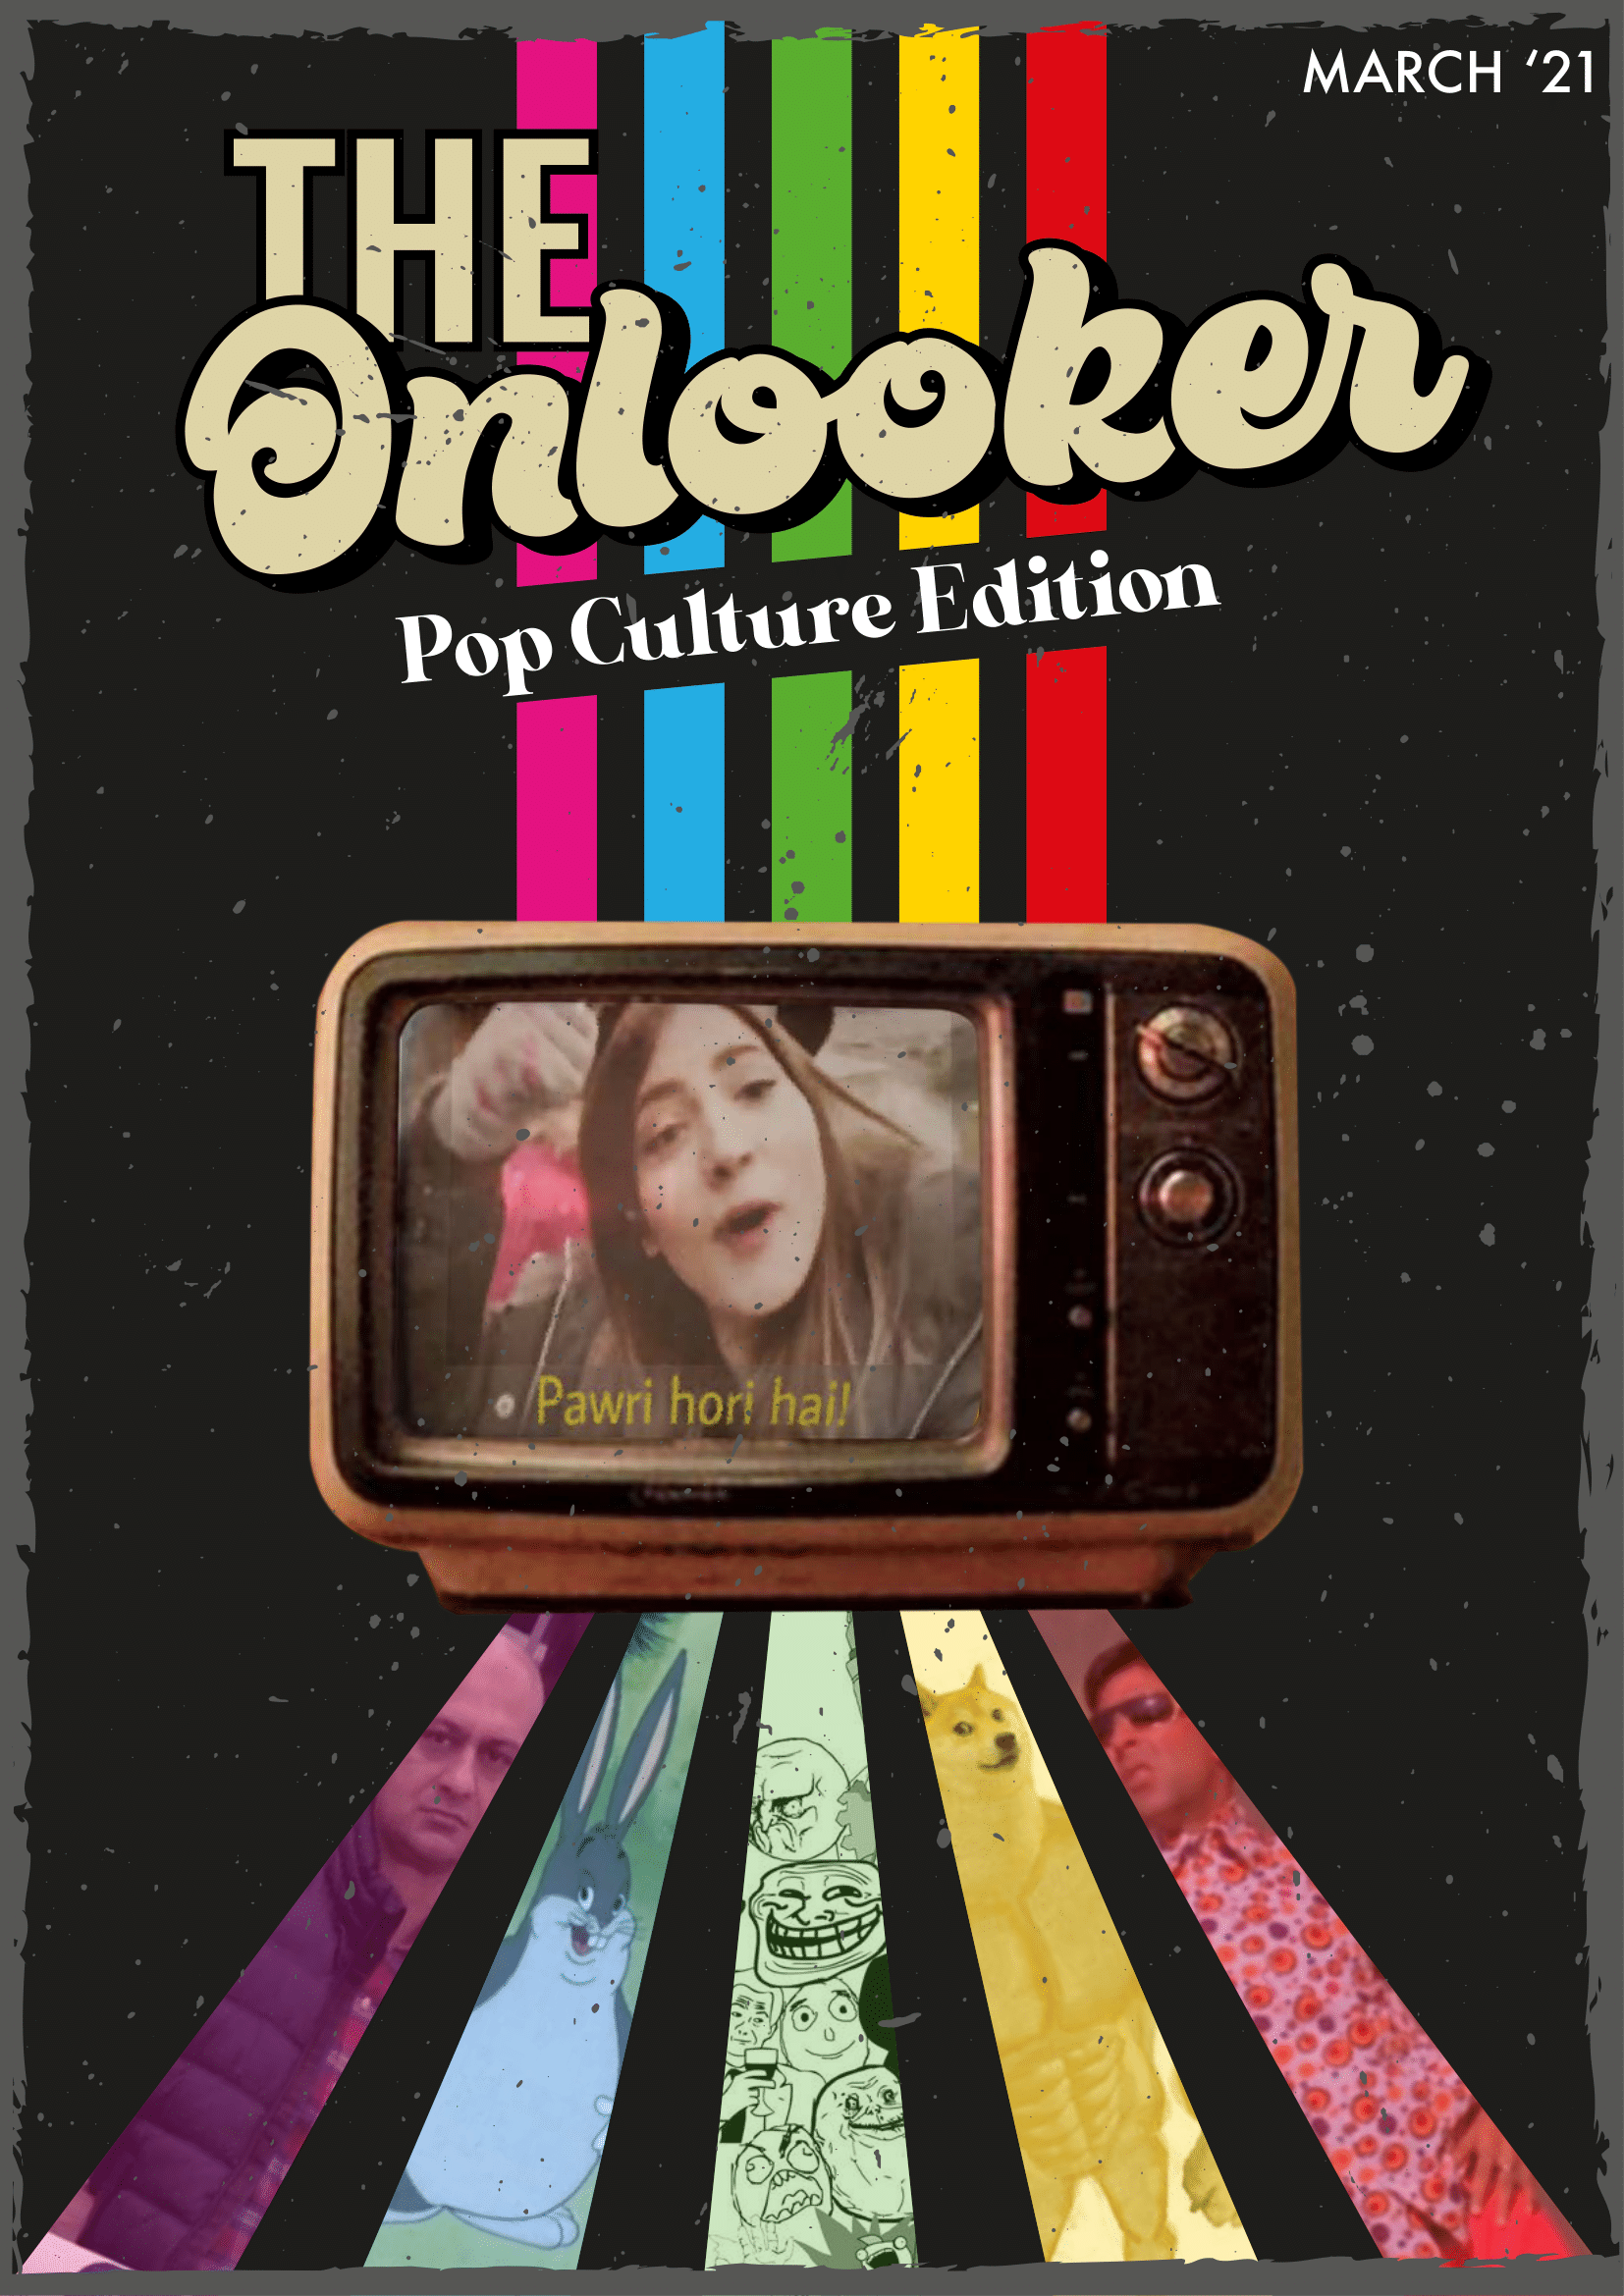 MARCH ‘21
THE
Onlooker
Pop Culture Edition
Pawri hori hai!